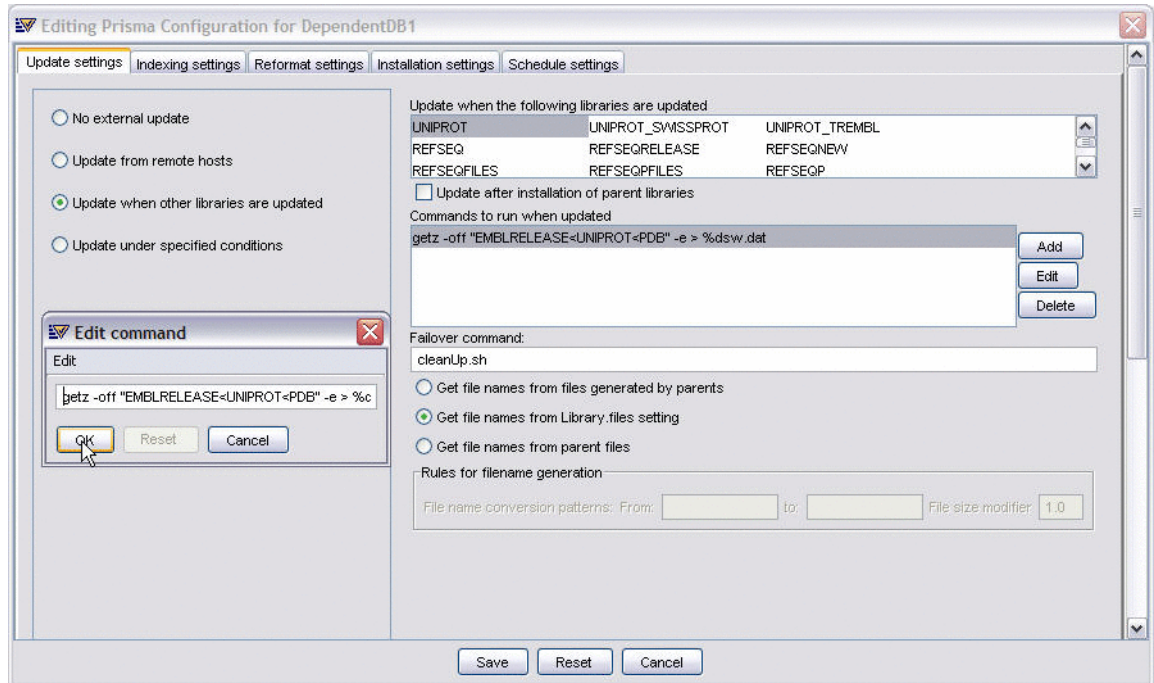 Editing Prisma Configuration for DependentDB1
Update settings Indexing settings Reformat settings Installation settings Schedule settings
No external update
Update from remote hosts
Update when other libraries are updated
Update under specified conditions
Update when the following libraries are updated
UNIPROT UNIPROT_SWISSPROT UNIPROT_TREMBL
REFSEQ REFSEQRELEASE REFSEQNEW
REFSEQFILES REFSEQPFILES REFSEQP
Update after installation of parent libraries
Commands to run when updated
getz -off "EMBLRELEASE<UNIPROT<PDB" -e > %dsw.dat
Add
Edit
Delete
Edit command
Edit
getz -off "EMBLRELEASE<UNIPROT<PDB" -e > %c
OK Reset Cancel
Failover command:
cleanUp.sh
Get file names from files generated by parents
Get file names from Library.files setting
Get file names from parent files
Rules for filename generation
File name conversion patterns: From: to: File size modifier 1.0
Save Reset Cancel